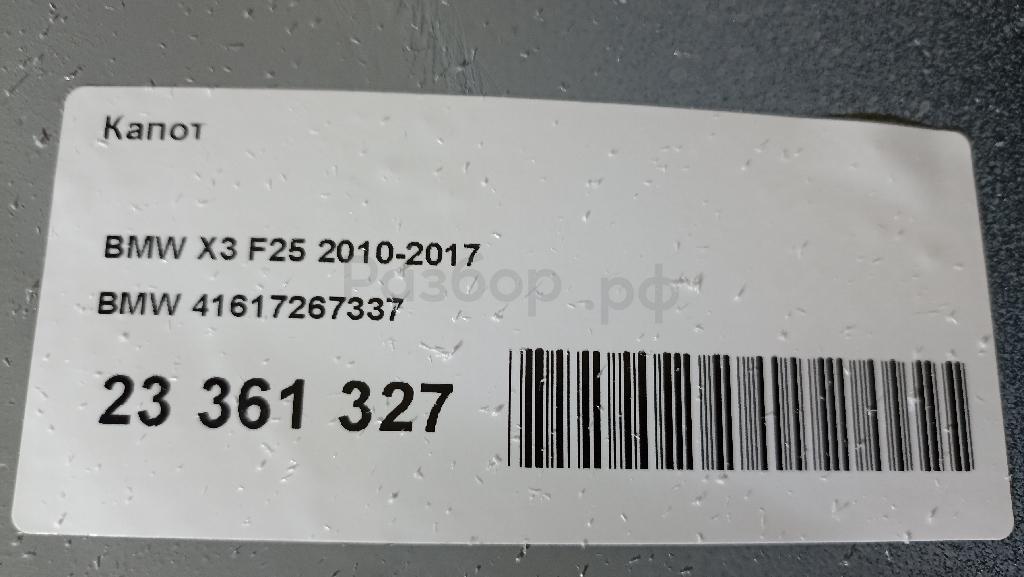 Капот
BMW X3 F25 2010-2017
Разбор.рф
BMW 41617267337
23 361 327